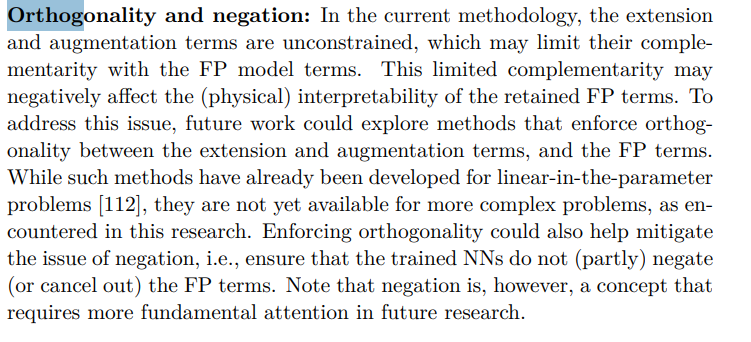 Orthogonality and negation: In the current methodology, the extension
and augmentation terms are unconstrained, which may limit their comple-
mentarity with the FP model terms. This limited complementarity may
negatively affect the (physical) interpretability of the retained FP terms. To
address this issue, future work could explore methods that enforce orthog-
onality between the extension and augmentation terms, and the FP terms.
While such methods have already been developed for linear-in-the-parameter
problems [112], they are not yet available for more complex problems, as en-
countered in this research. Enforcing orthogonality could also help mitigate
the issue of negation, i.e., ensure that the trained NNs do not (partly) negate
(or cancel out) the FP terms. Note that negation is, however, a concept that
requires more fundamental attention in future research.